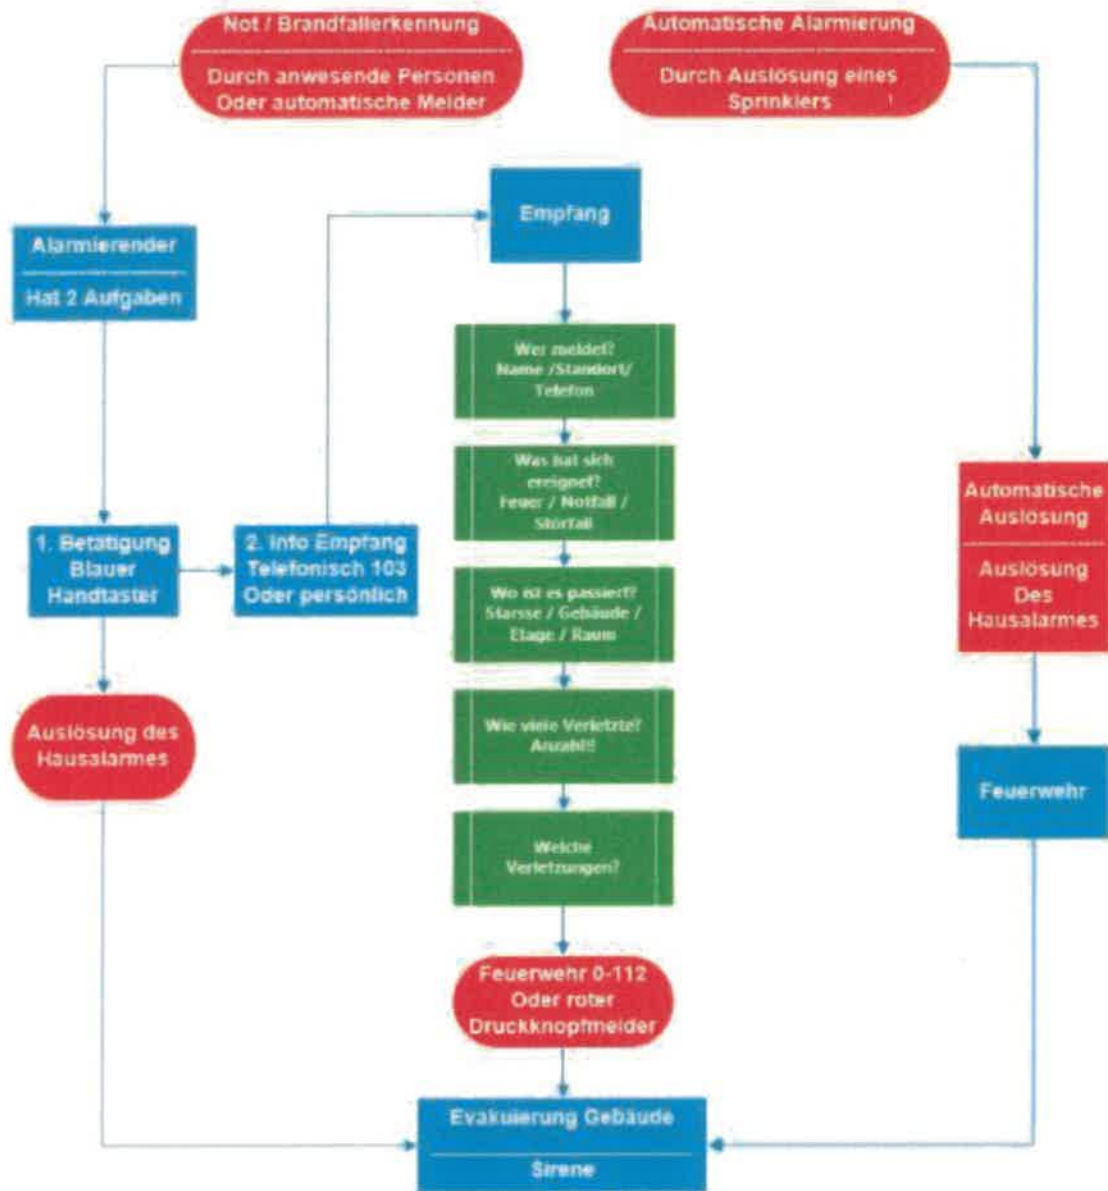 Not / Brandfallerkennung
Durch anwesende Personen
Oder automatische Melder
Automatische Alarmierung
Durch Auslösung eines
Sprinklers
Empfang
Alarmierender
Hat 2 Aufgaben
Wer meldet?
Name /Standort/
Telefon
Was hat sich
ereignet?
Feuer / Notfall /
Störfall
1. Betätigung
Blauer
Handtaster
2. Info Empfang
Telefonisch 103
Oder persönlich
Wo ist es passiert?
Starsse / Gebäude /
Etage / Raum
Automatische
Auslösung
Auslösung
Des
Hausalarmes
Auslösung des
Hausalarmes
Wie viele Verletzte?
Anzahl!!
Feuerwehr
Welche
Verletzungen?
Feuerwehr 0-112
Oder roter
Druckknopfmelder
Evakuierung Gebäude
Sirene